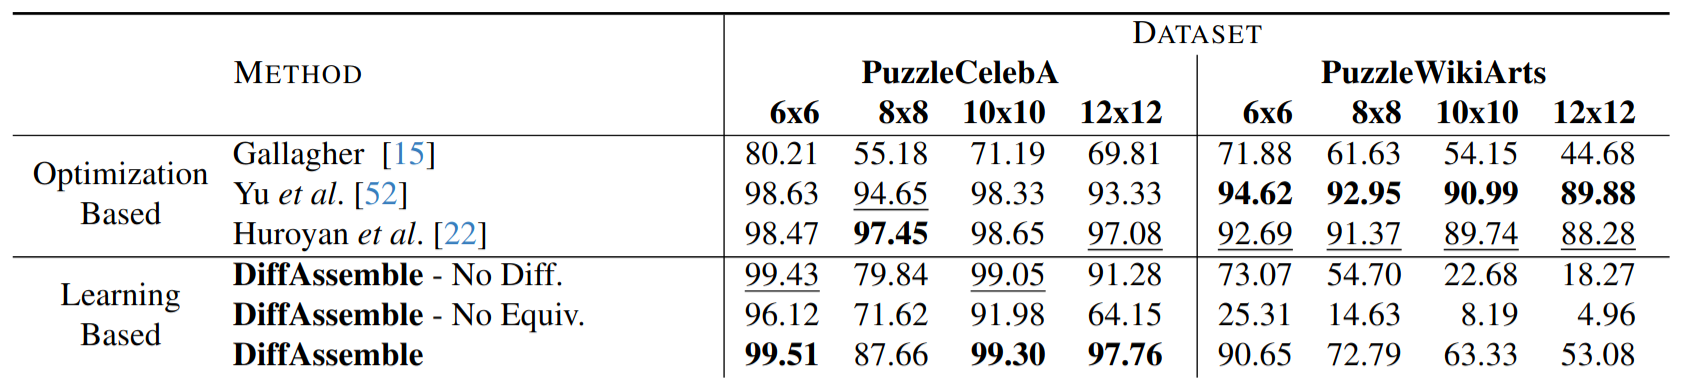 DATASET
METHOD PuzzleCelebA PuzzleWikiArts
6x6 8x8 10x10 12x12 6x6 8x8 10x10 12x12
Optimization Based
Gallagher [15] 80.21 55.18 71.19 69.81 71.88 61.63 54.15 44.68
Yu et al. [52] 98.63 94.65 98.33 93.33 94.62 92.95 90.99 89.88
Huroyan et al. [22] 98.47 97.45 98.65 97.08 92.69 91.37 89.74 88.28
Learning Based
DiffAssemble - No Diff. 99.43 79.84 99.05 91.28 73.07 54.70 22.68 18.27
DiffAssemble - No Equiv. 96.12 71.62 91.98 64.15 25.31 14.63 8.19 4.96
DiffAssemble 99.51 87.66 99.30 97.76 90.65 72.79 63.33 53.08